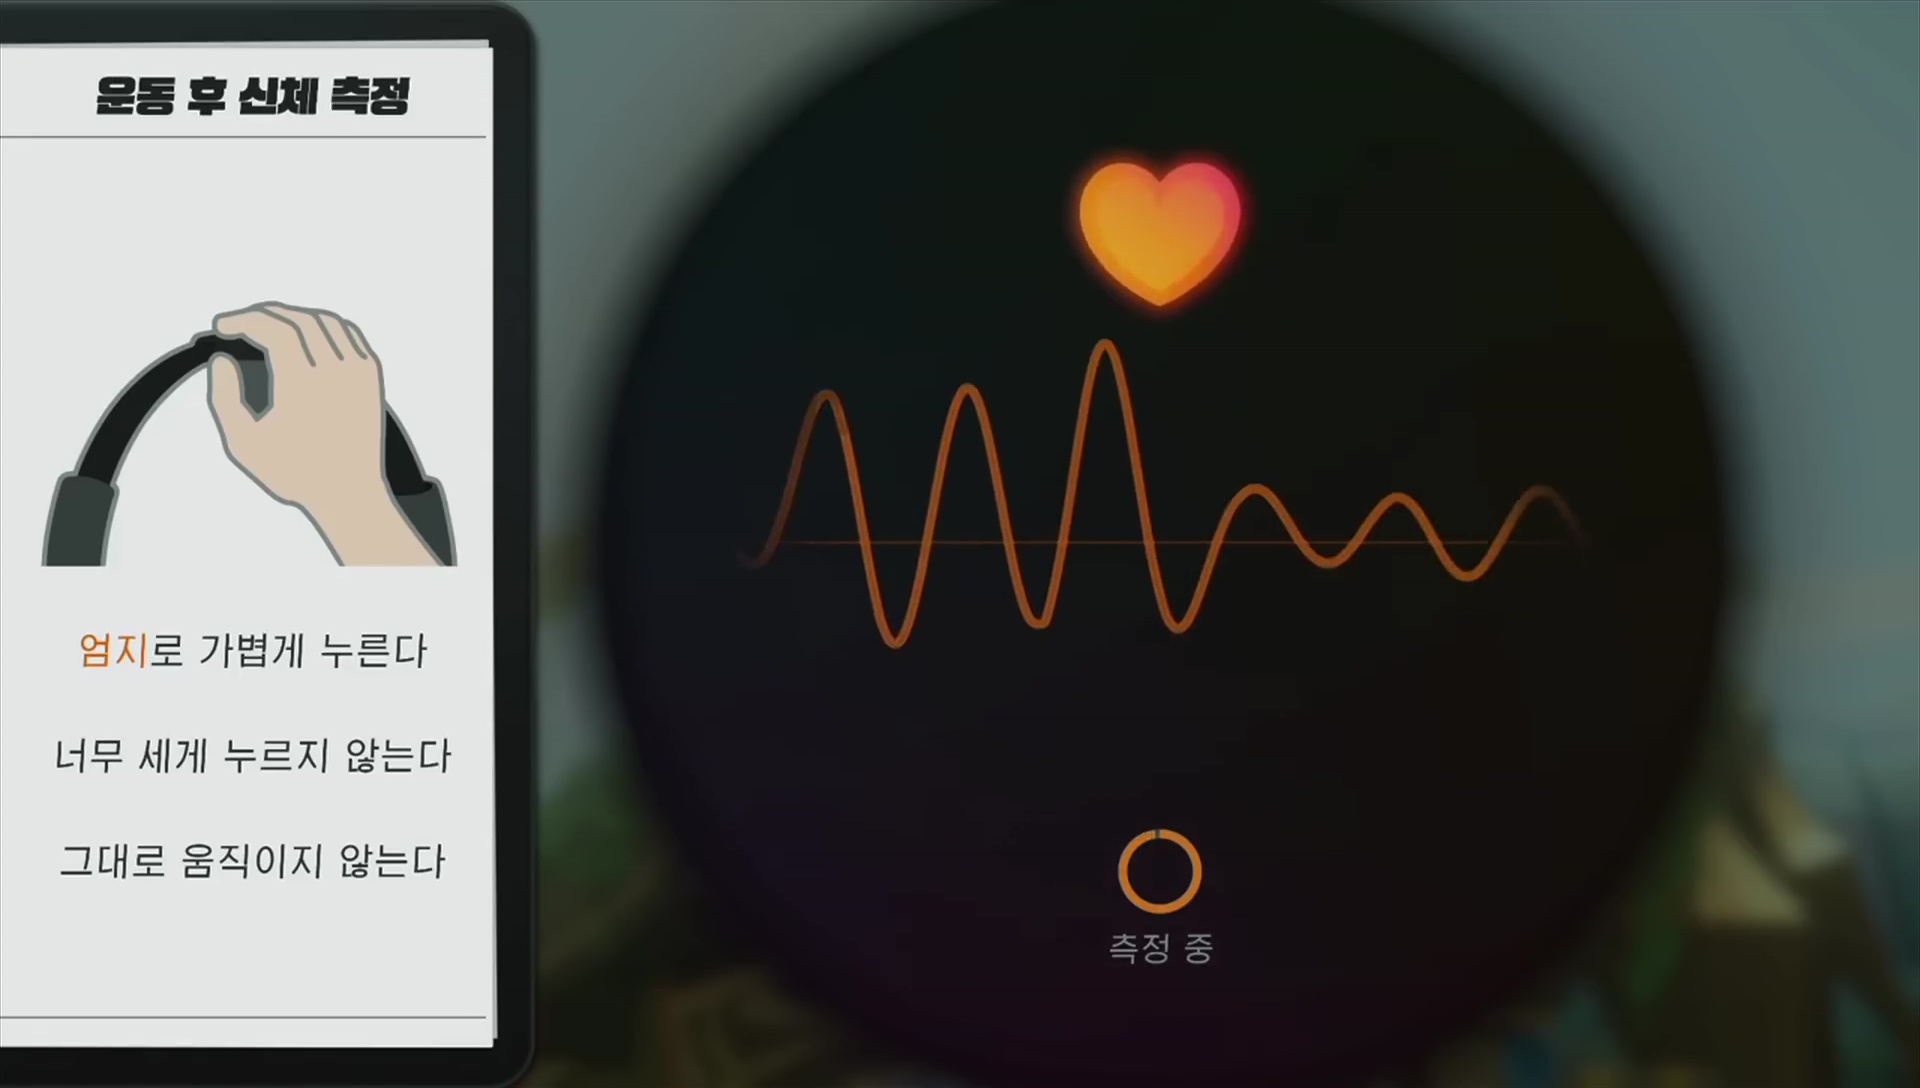 운동 후 신체 측정
엄지로 가볍게 누른다
너무 세게 누르지 않는다
그대로 움직이지 않는다
측정 중